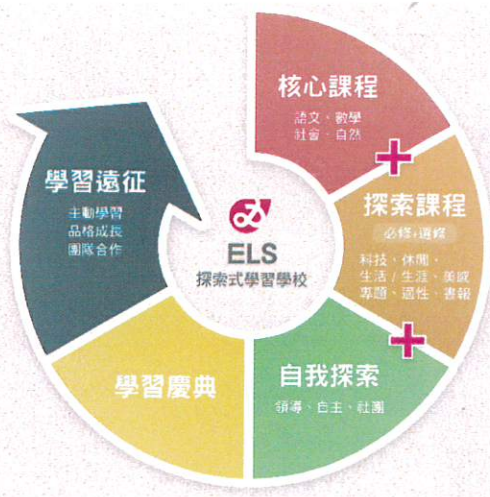 核心課程
語文、數學
社會、自然
探索課程
必修+選修
科技、休閒、
生活/生涯、美感
專題、適性、書報
自我探索
領導、自主、社團
學習慶典
學習遠征
主動學習
品格成長
團隊合作
ELS
探索式學習學校